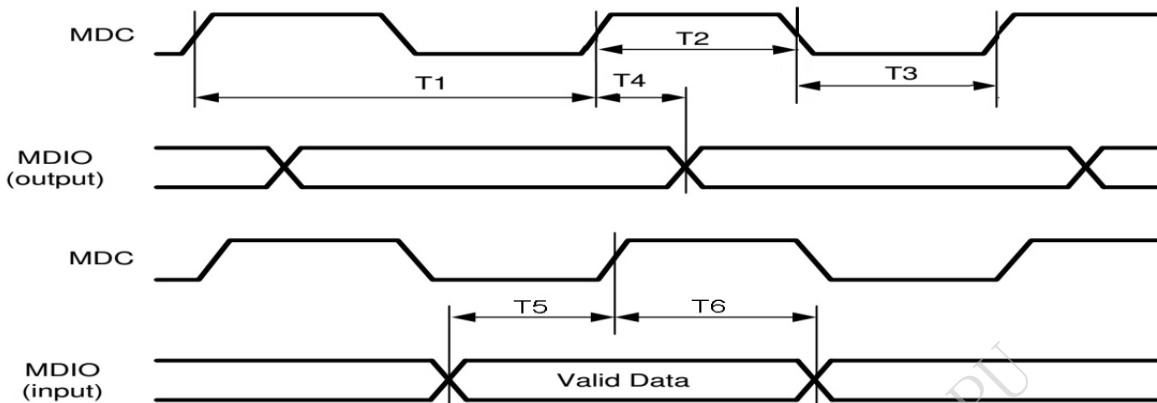 MDC
T1
T2
T4
T3
MDIO
(output)
MDC
T5
T6
MDIO
(input)
Valid Data